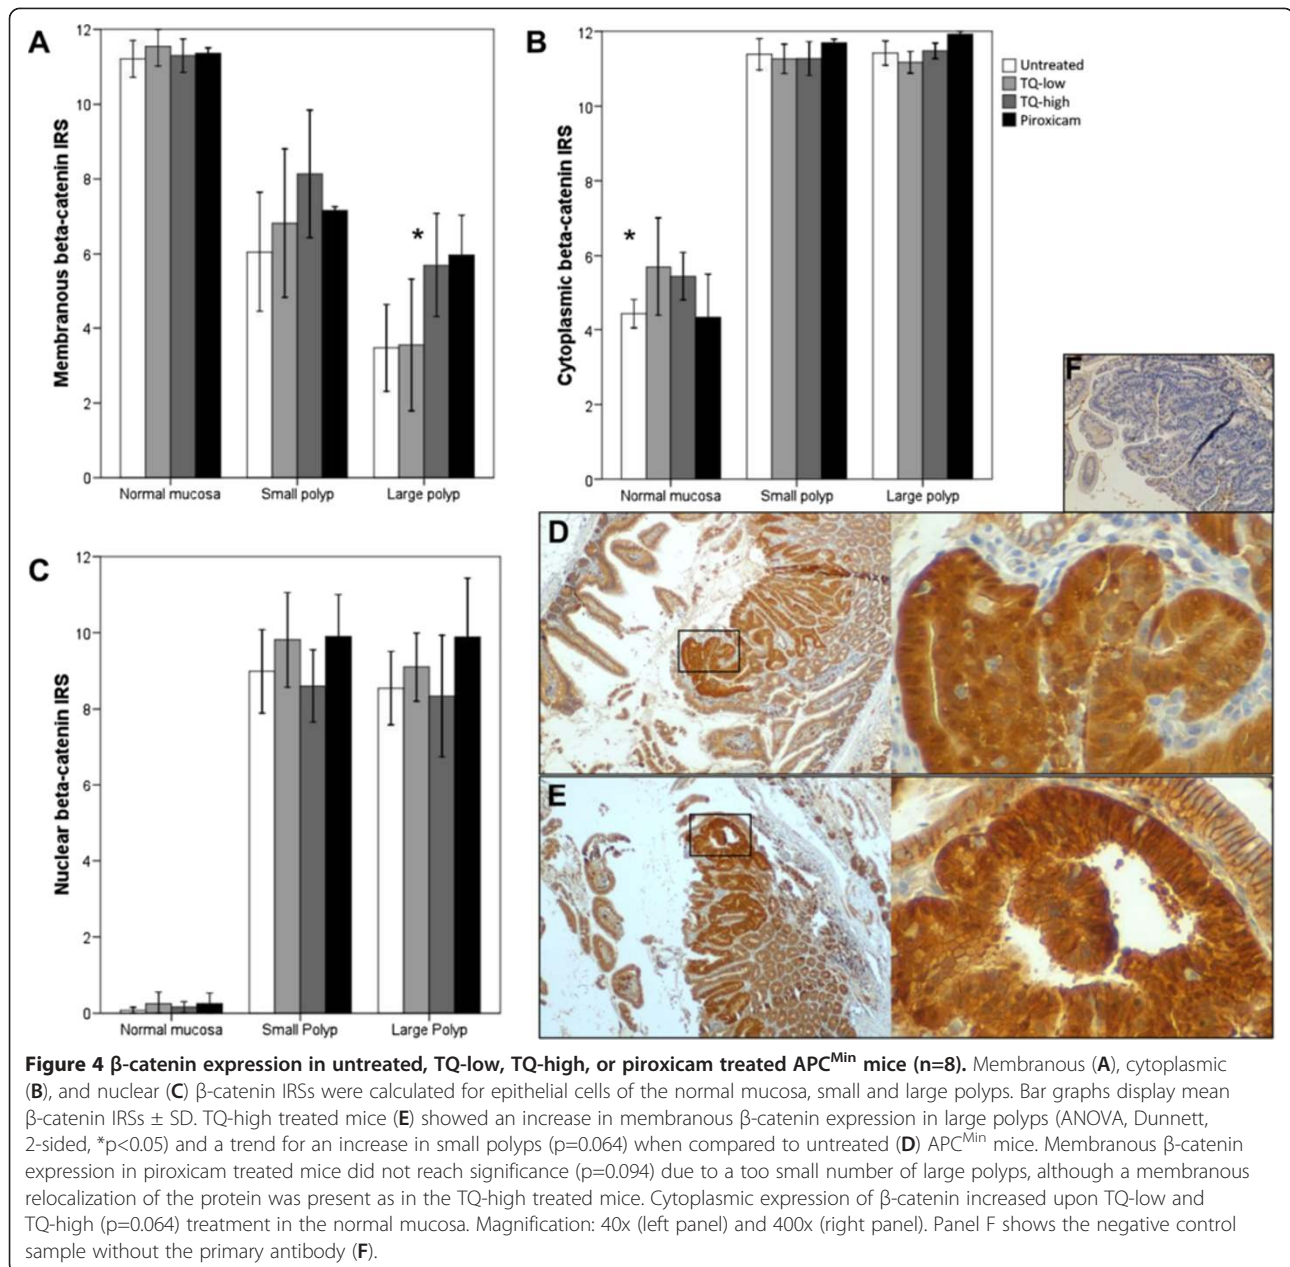 A
12
10
8
6
4
2
0
Membranous beta-catenin IRS
*
Normal mucosa Small polyp Large polyp
B
12
10
8
6
4
2
0
Cytoplasmic beta-catenin IRS
*
Normal mucosa Small polyp Large polyp
Untreated
TQ-low
TQ-high
Piroxicam
F
C
12
10
8
6
4
2
0
Nuclear beta-catenin IRS
Normal mucosa Small Polyp Large Polyp
D
E
Figure 4 β-catenin expression in untreated, TQ-low, TQ-high, or piroxicam treated APC^Min mice (n=8). Membranous (A), cytoplasmic
(B), and nuclear (C) β-catenin IRSs were calculated for epithelial cells of the normal mucosa, small and large polyps. Bar graphs display mean
β-catenin IRSs ± SD. TQ-high treated mice (E) showed an increase in membranous β-catenin expression in large polyps (ANOVA, Dunnett,
2-sided, *p<0.05) and a trend for an increase in small polyps (p=0.064) when compared to untreated (D) APC^Min mice. Membranous β-catenin
expression in piroxicam treated mice did not reach significance (p=0.094) due to a too small number of large polyps, although a membranous
relocalization of the protein was present as in the TQ-high treated mice. Cytoplasmic expression of β-catenin increased upon TQ-low and
TQ-high (p=0.064) treatment in the normal mucosa. Magnification: 40x (left panel) and 400x (right panel). Panel F shows the negative control
sample without the primary antibody (F).